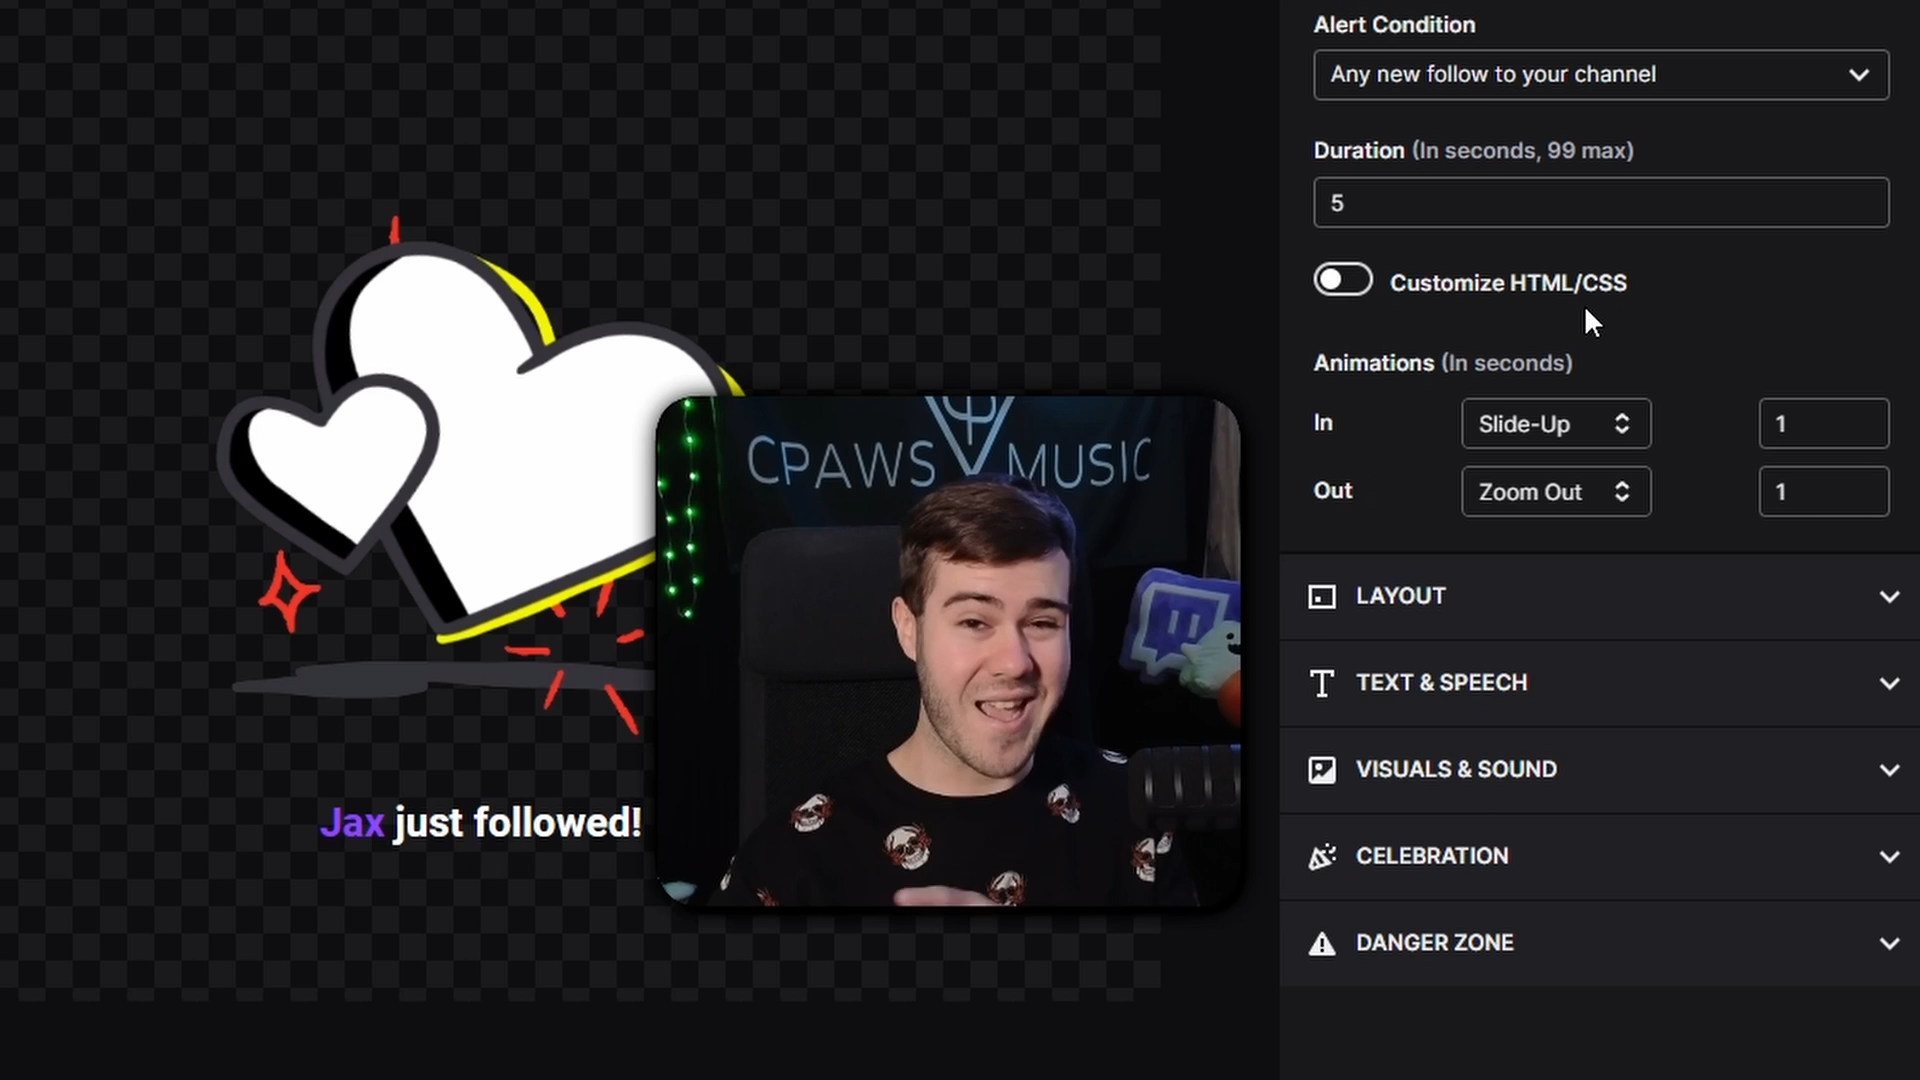 Alert Condition
Any new follow to your channel
Duration (In seconds, 99 max)
5
Customize HTML/CSS
Animations (In seconds)
In Slide-Up 1
Out Zoom Out 1
LAYOUT
TEXT & SPEECH
VISUALS & SOUND
CELEBRATION
DANGER ZONE
CPAWS MUSIC
Jax just followed!